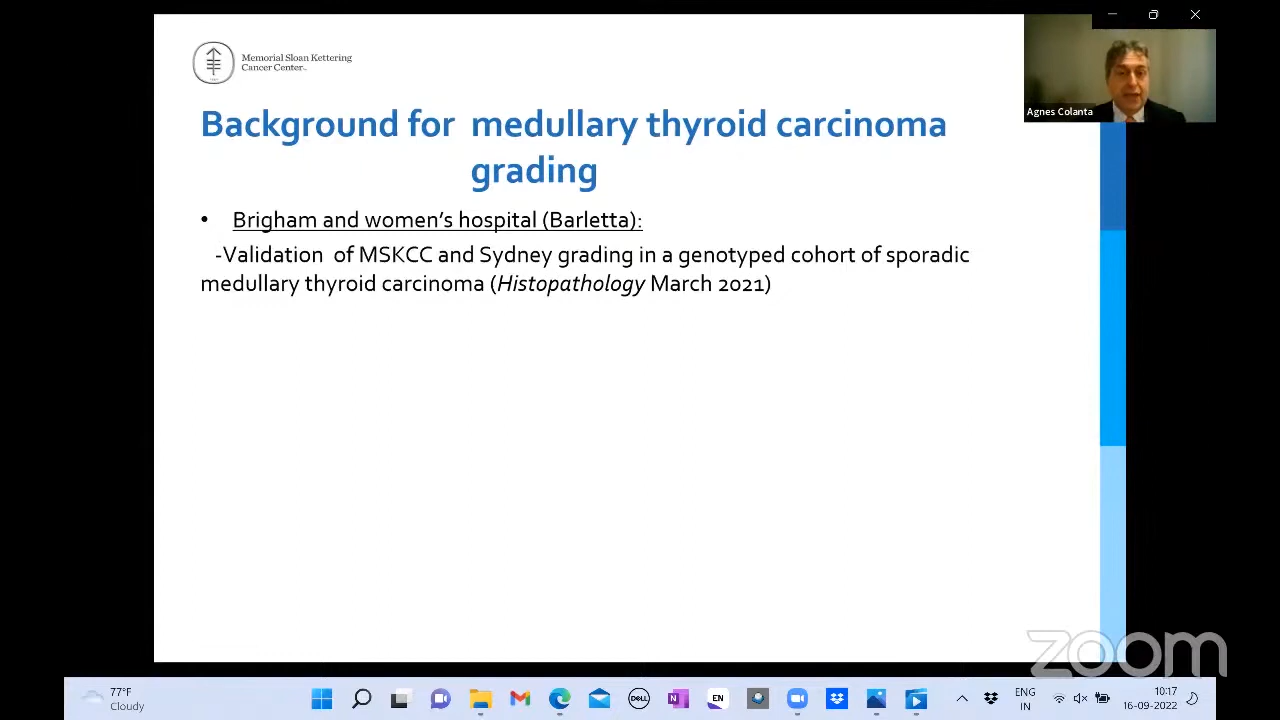 Memorial Sloan Kettering
Cancer Center
Agnes Colanta
Background for medullary thyroid carcinoma
grading
• Brigham and women's hospital (Barletta):
-Validation of MSKCC and Sydney grading in a genotyped cohort of sporadic
medullary thyroid carcinoma (Histopathology March 2021)
zoom
77°F
Cloudy
DELL
N
EN
ENG
IN
10:17
16-09-2022